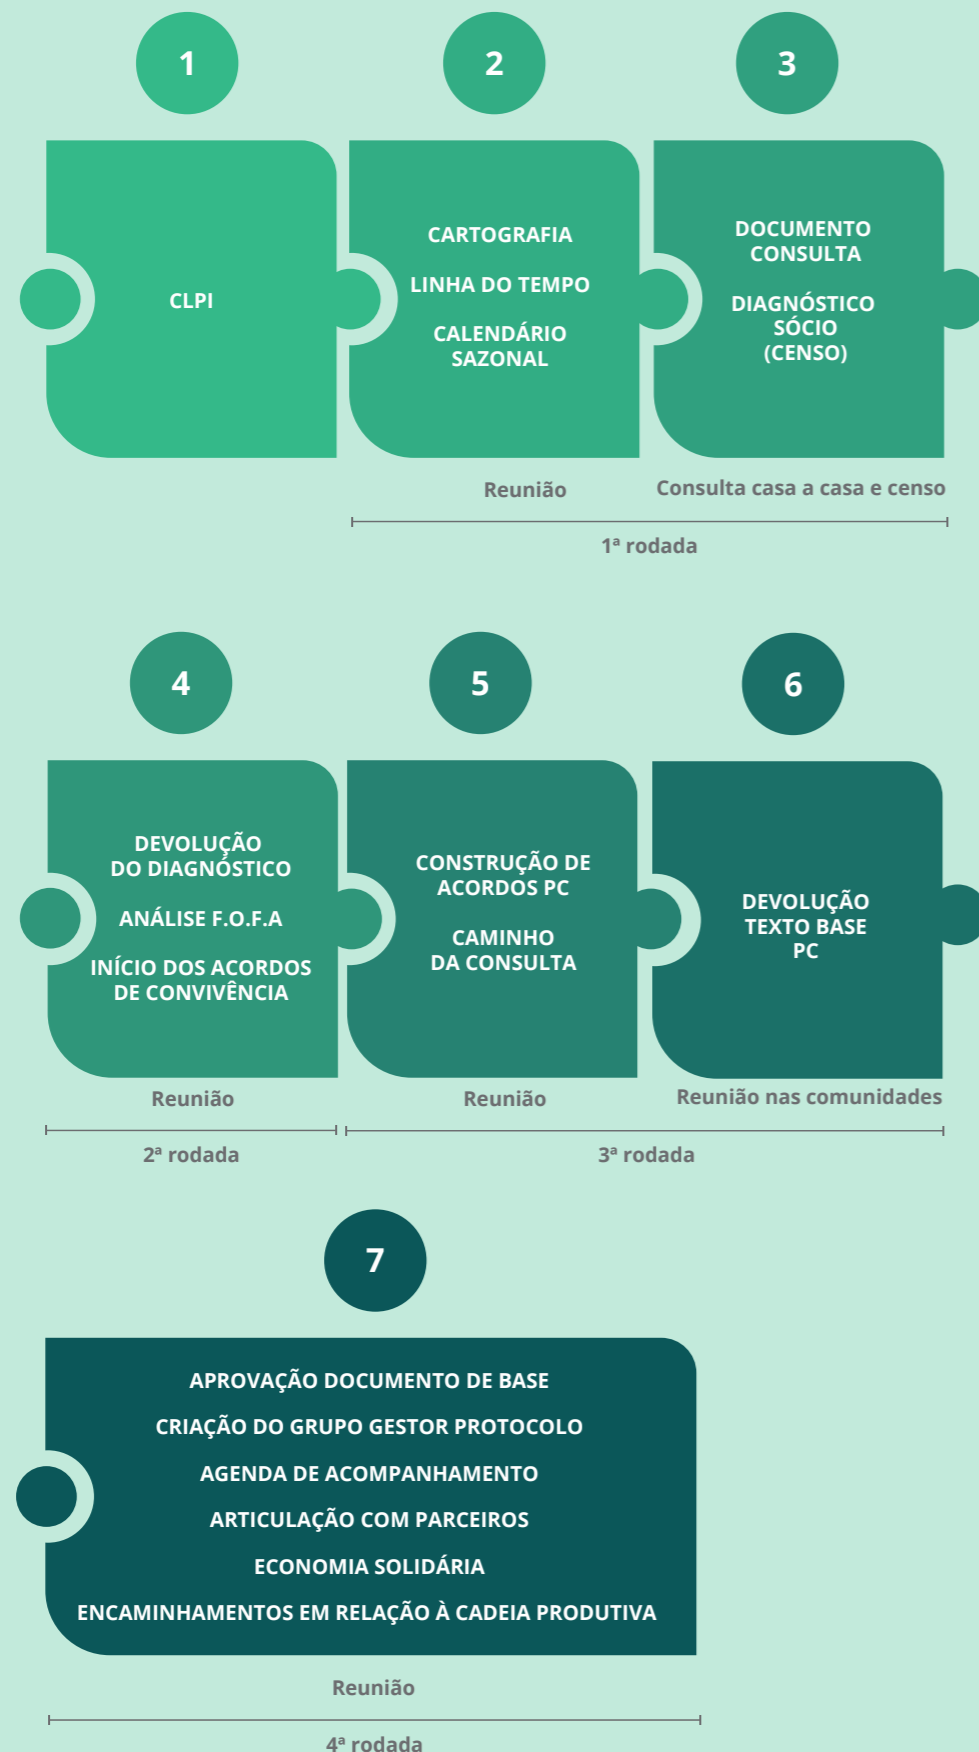 1
CLPI
2
CARTOGRAFIA
LINHA DO TEMPO
CALENDÁRIO
SAZONAL
3
DOCUMENTO
CONSULTA
DIAGNÓSTICO
SÓCIO
(CENSO)
Reunião
Consulta casa a casa e censo
1ª rodada
4
DEVOLUÇÃO
DO DIAGNÓSTICO
ANÁLISE F.O.F.A
INÍCIO DOS ACORDOS
DE CONVIVÊNCIA
5
CONSTRUÇÃO DE
ACORDOS PC
CAMINHO
DA CONSULTA
6
DEVOLUÇÃO
TEXTO BASE
PC
Reunião
Reunião
Reunião nas comunidades
2ª rodada
3ª rodada
7
APROVAÇÃO DOCUMENTO DE BASE
CRIAÇÃO DO GRUPO GESTOR PROTOCOLO
AGENDA DE ACOMPANHAMENTO
ARTICULAÇÃO COM PARCEIROS
ECONOMIA SOLIDÁRIA
ENCAMINHAMENTOS EM RELAÇÃO À CADEIA PRODUTIVA
Reunião
4ª rodada